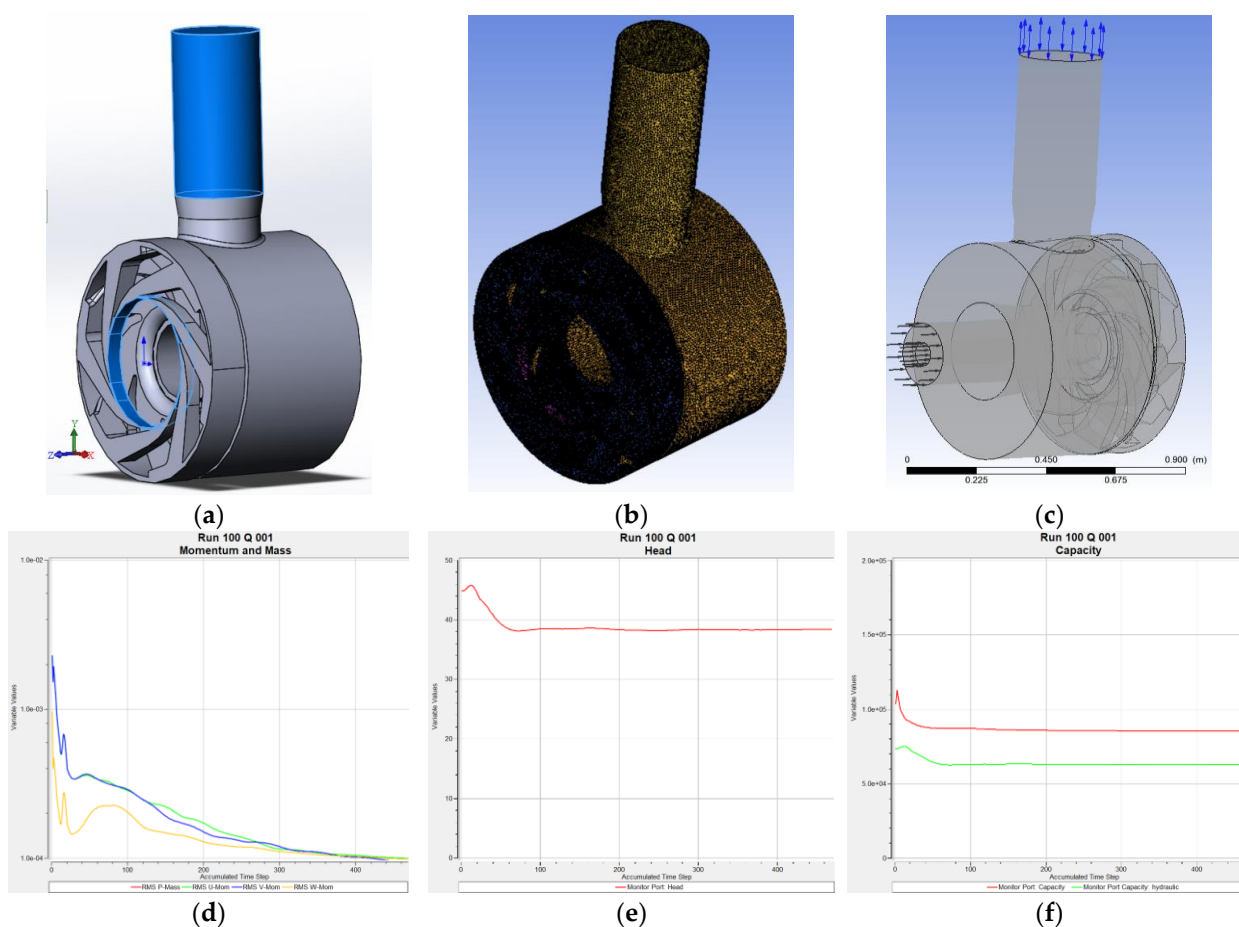 Y
Z X
0 0.450 0.900 (m)
0.225 0.675
(a)
(b)
(c)
Run 100 Q 001
Momentum and Mass
1.0e-02
1.0e-03
1.0e-04
Variable Values
0 100 200 300 400
Accumulated Time Step
RMS P-Mass RMS U-Mom RMS V-Mom RMS W-Mom
Run 100 Q 001
Head
50
40
30
20
10
0
Variable Values
0 100 200 300 400
Accumulated Time Step
Monitor Port: Head
Run 100 Q 001
Capacity
2.0e+05
1.5e+05
1.0e+05
5.0e+04
0
Variable Values
0 100 200 300 400
Accumulated Time Step
Monitor Port: Capacity Monitor Port Capacity: hydraulic
(d)
(e)
(f)